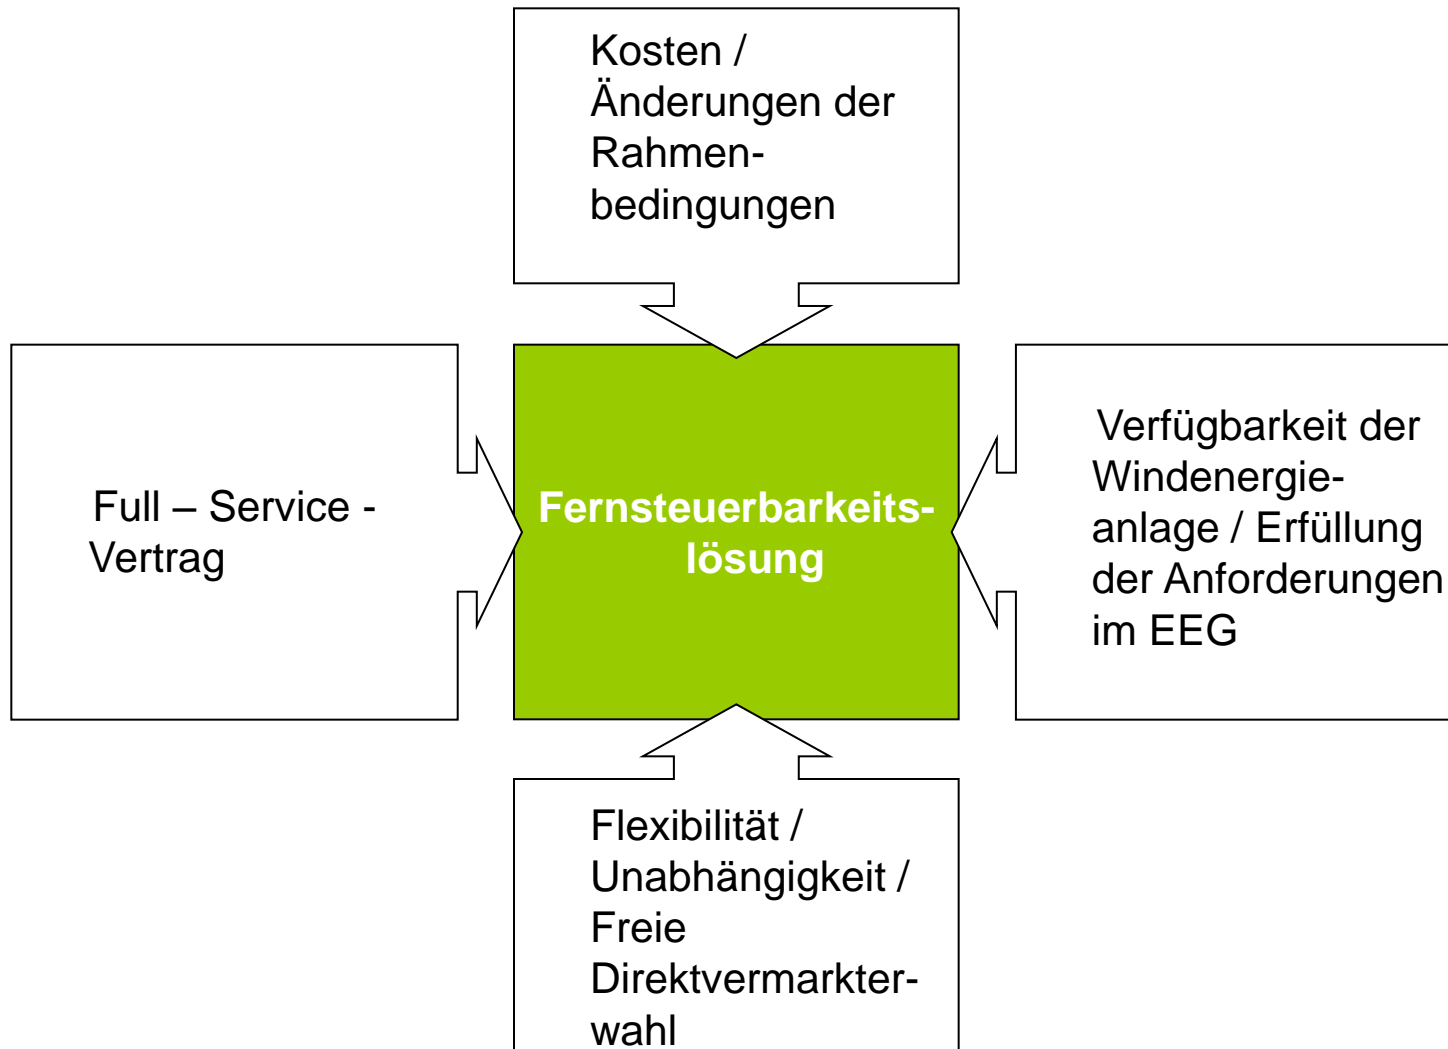 Kosten /
Änderungen der
Rahmen-
bedingungen
Full – Service -
Vertrag
Fernsteuerbarkeits-
lösung
Verfügbarkeit der
Windenergie-
anlage / Erfüllung
der Anforderungen
im EEG
Flexibilität /
Unabhängigkeit /
Freie
Direktvermarkter-
wahl